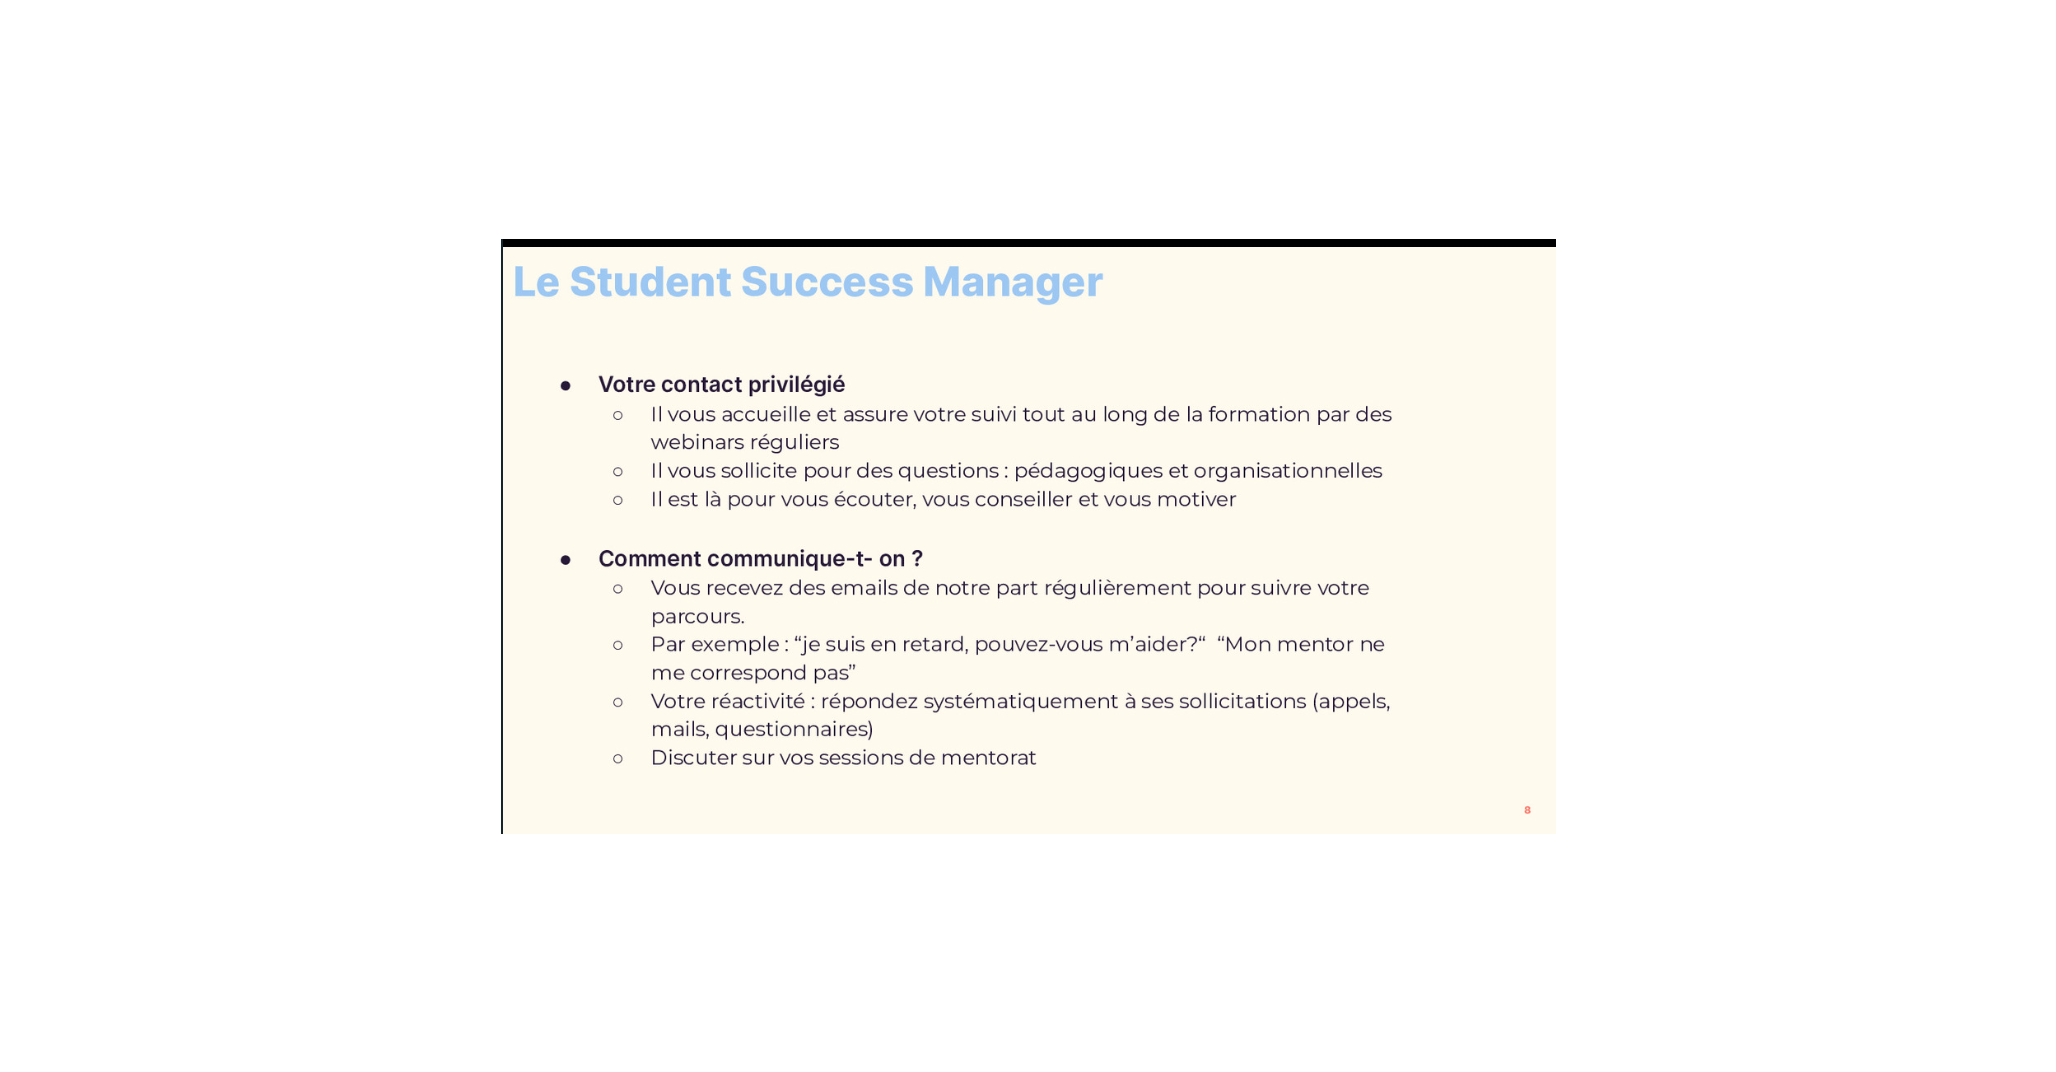 Le Student Success Manager
● Votre contact privilégié
○ Il vous accueille et assure votre suivi tout au long de la formation par des
webinars réguliers
○ Il vous sollicite pour des questions : pédagogiques et organisationnelles
○ Il est là pour vous écouter, vous conseiller et vous motiver
● Comment communique-t- on ?
○ Vous recevez des emails de notre part régulièrement pour suivre votre
parcours.
○ Par exemple : “je suis en retard, pouvez-vous m’aider?“  “Mon mentor ne
me correspond pas”
○ Votre réactivité : répondez systématiquement à ses sollicitations (appels,
mails, questionnaires)
○ Discuter sur vos sessions de mentorat
8